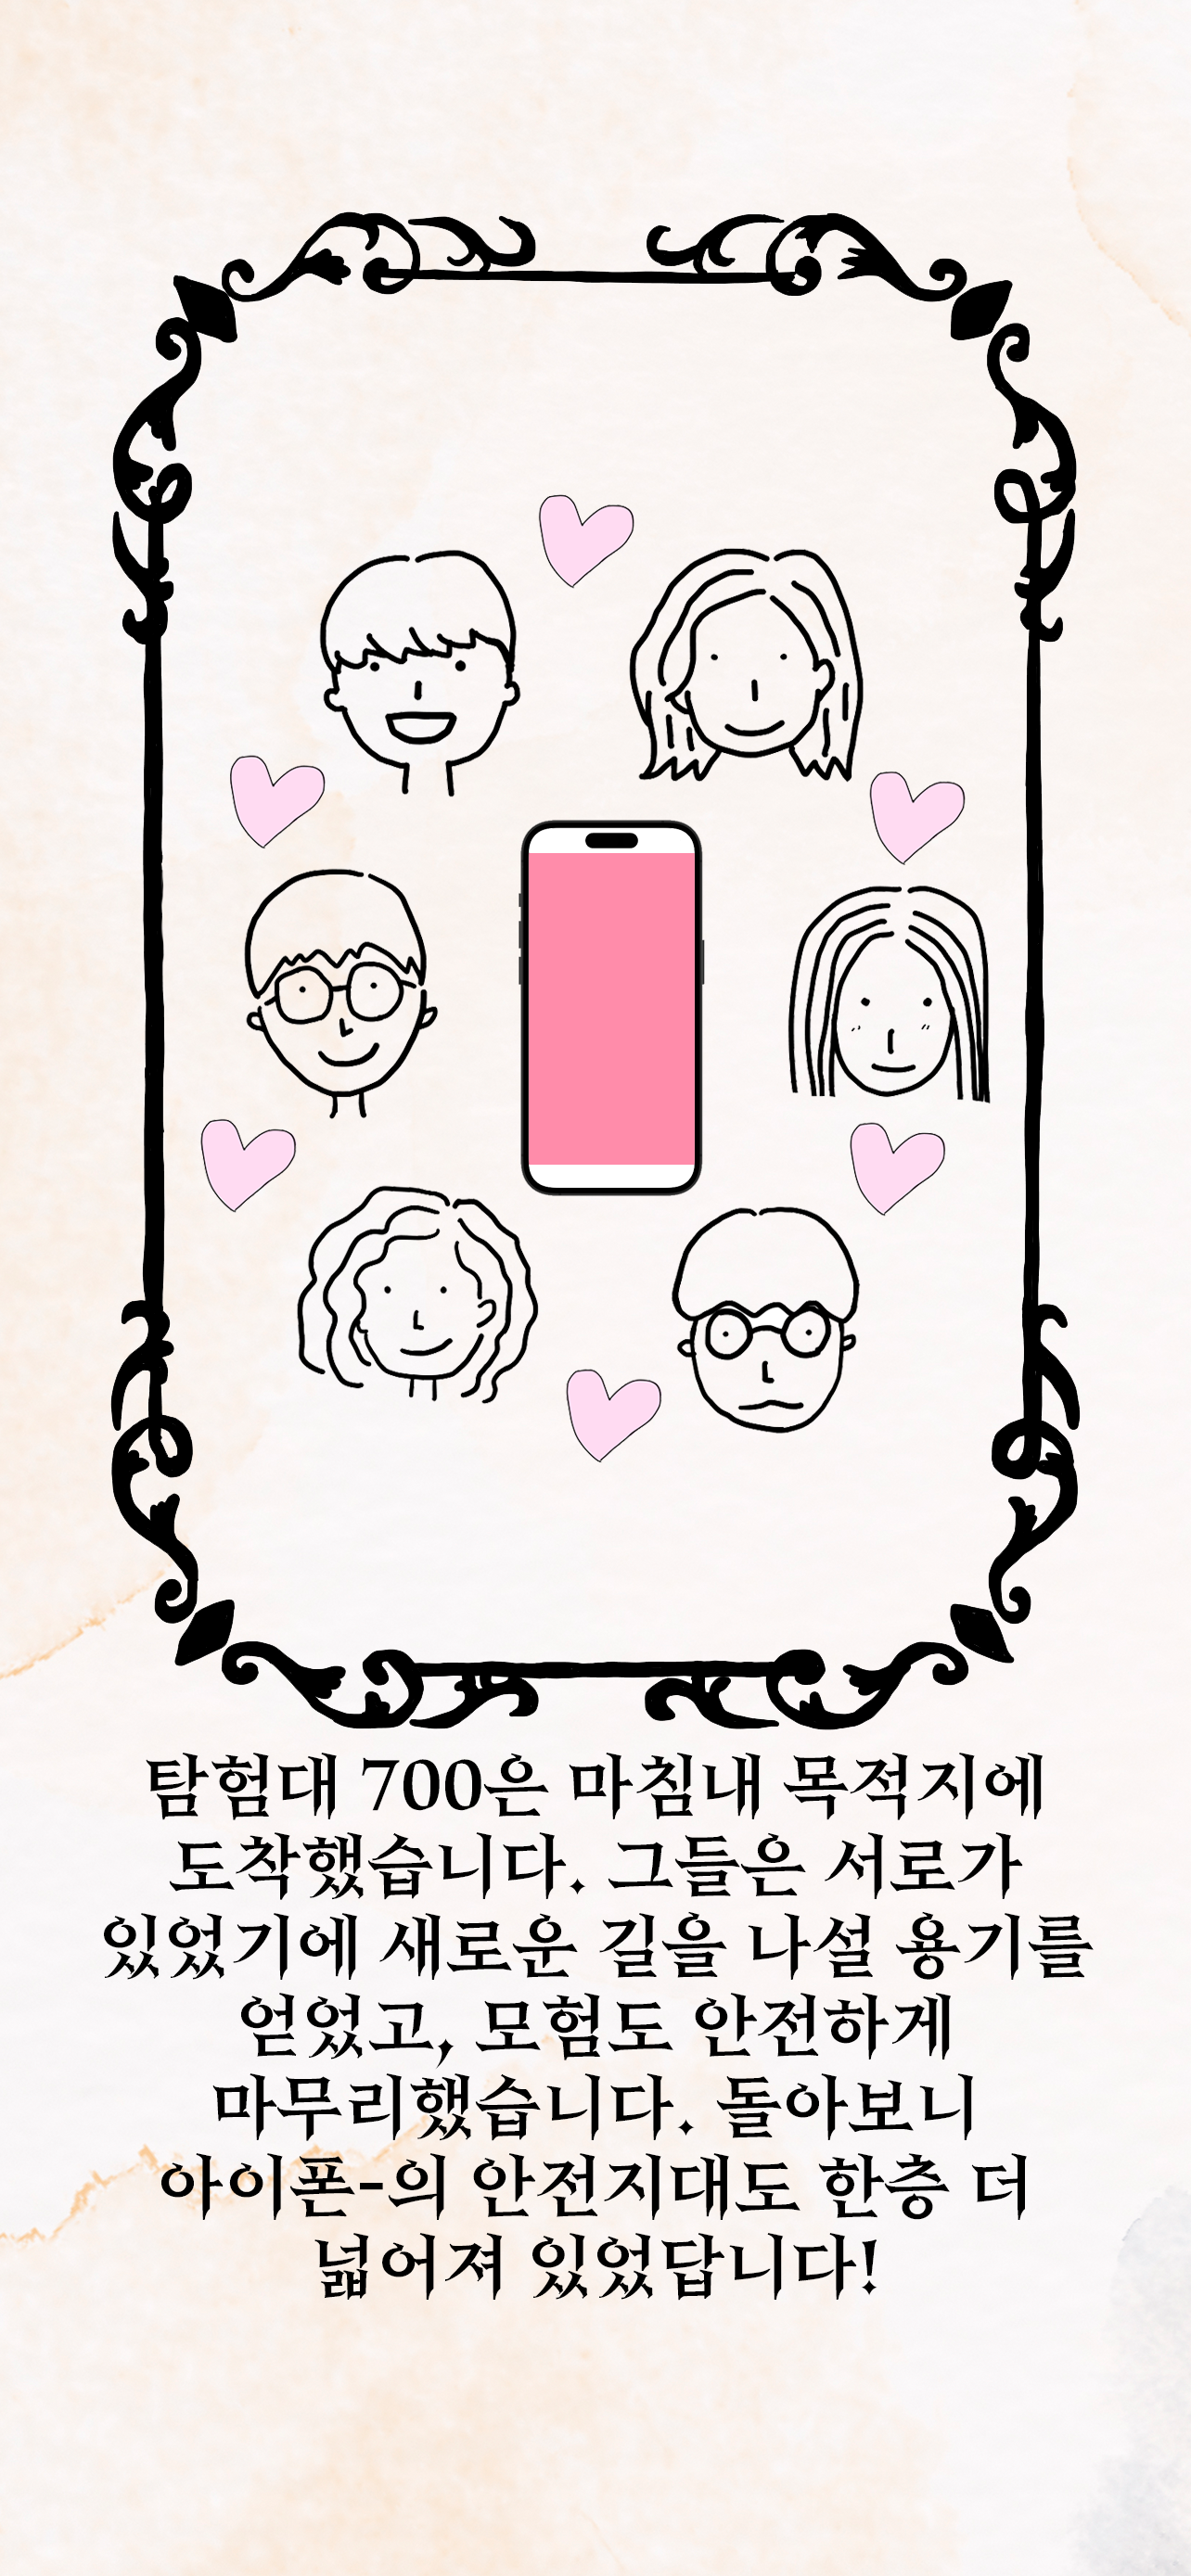 탐험대 700은 마침내 목적지에
도착했습니다. 그들은 서로가
있었기에 새로운 길을 나설 용기를
얻었고, 모험도 안전하게
마무리했습니다. 돌아보니
아이폰-의 안전지대도 한층 더
넓어져 있었답니다!